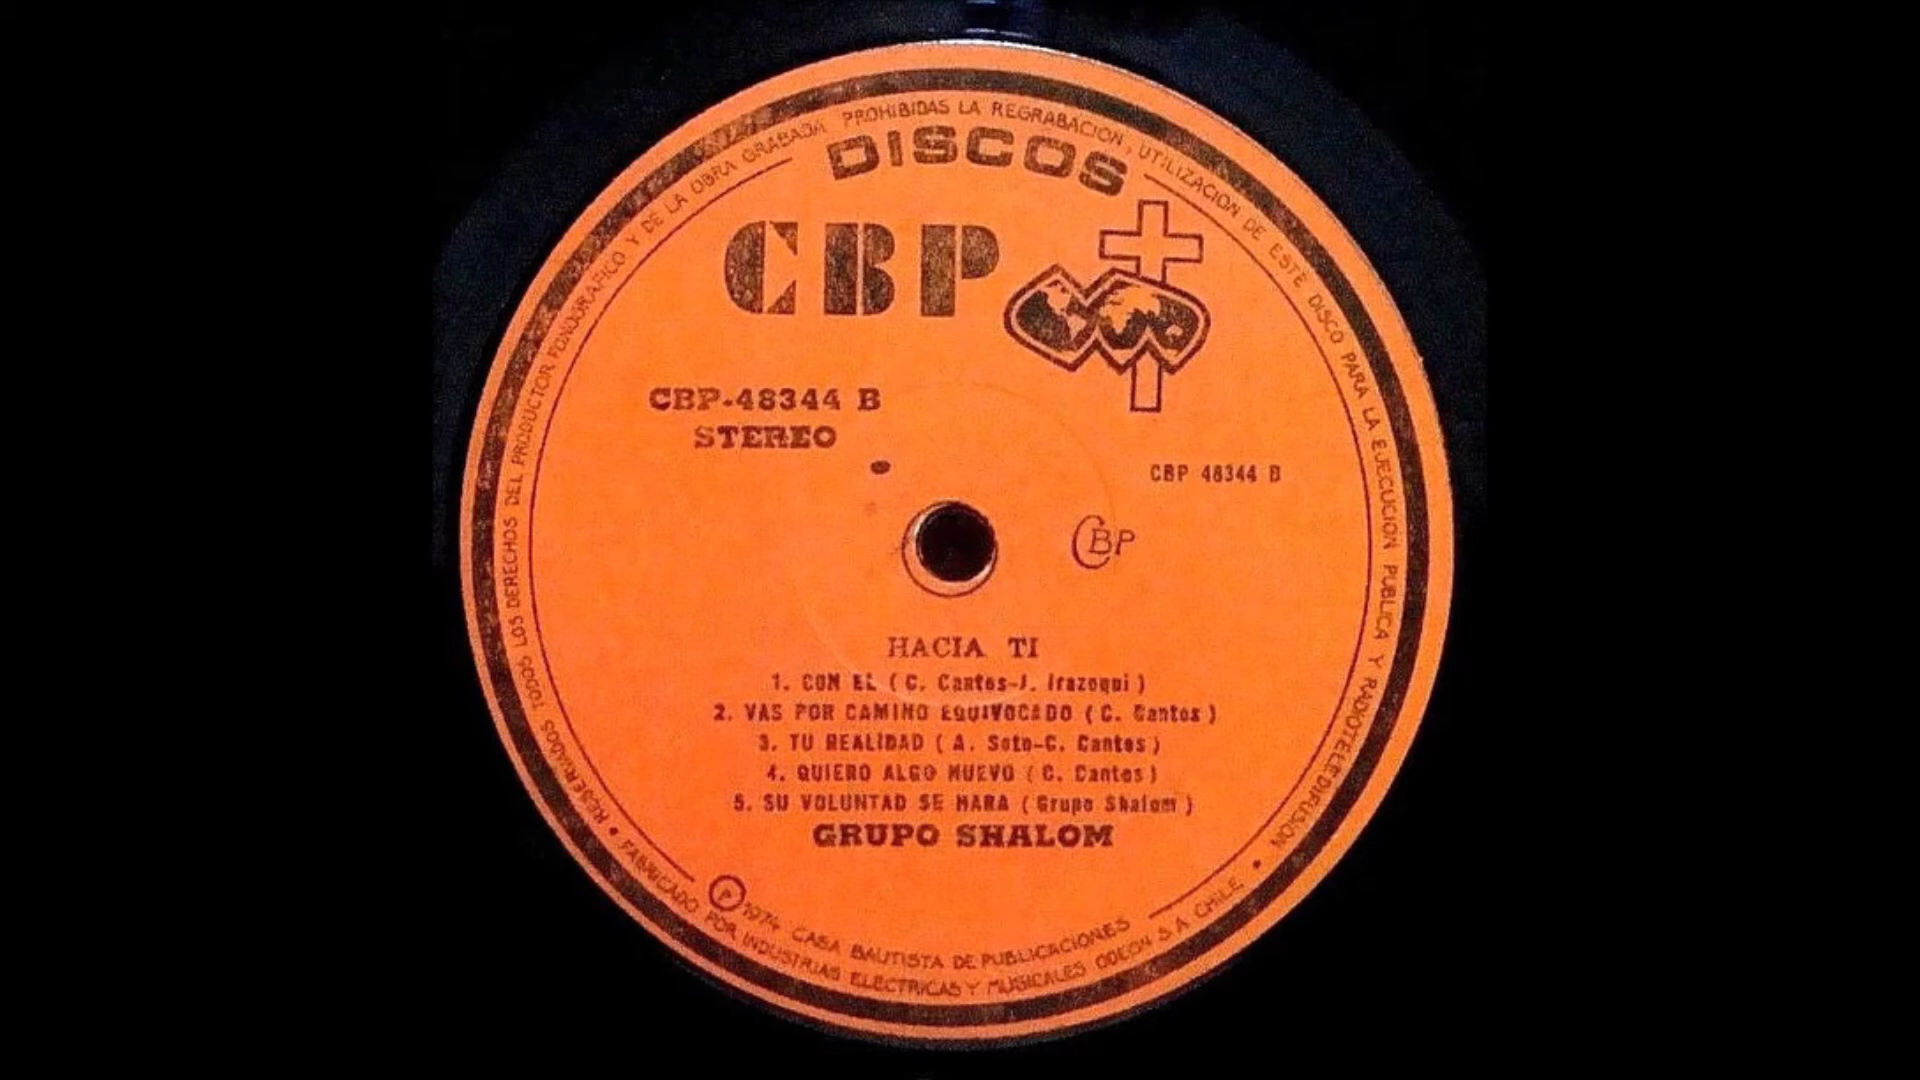 TODOS LOS DERECHOS DEL PRODUCTOR FONOGRAFICO Y DE LA OBRA GRABADA RESERVADOS
PROHIBIDAS LA REGRABACION, UTILIZACION DE ESTE DISCO PARA LA EJECUCION PUBLICA Y RADIOTELEDIFUSION •
DISCOS
CBP
CBP-48344 B
STEREO
CBP 48344 B
CBP
HACIA TI
1. CON EL ( C. Cantos-J. Irazoqui )
2. VAS POR CAMINO EQUIVOCADO ( C. Cantos )
3. TU REALIDAD ( A. Soto-C. Cantos )
4. QUIERO ALGO NUEVO ( C. Cantos )
5. SU VOLUNTAD SE HARA ( Grupo Shalom )
GRUPO SHALOM
Ⓟ 1974 CASA BAUTISTA DE PUBLICACIONES
• FABRICADO POR INDUSTRIAS ELECTRICAS Y MUSICALES ODEON S.A. CHILE •